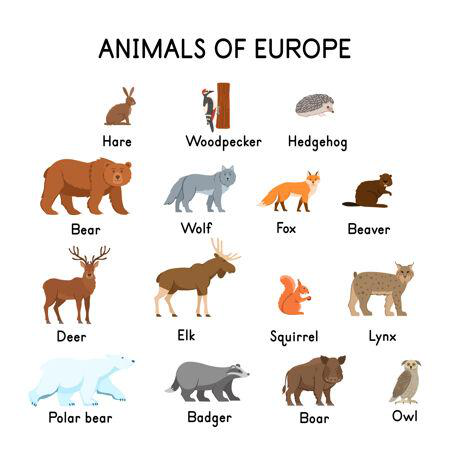 ANIMALS OF EUROPE
Hare Woodpecker Hedgehog
Bear Wolf Fox Beaver
Deer Elk Squirrel Lynx
Polar bear Badger Boar Owl